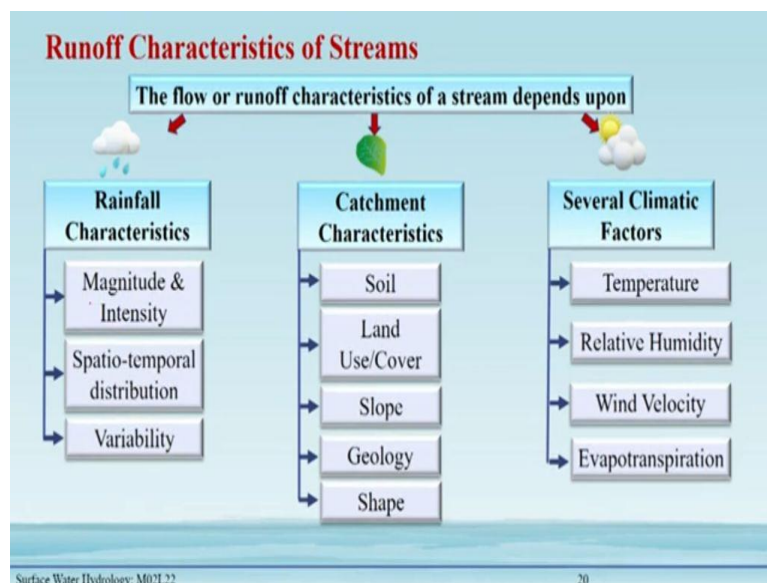 Runoff Characteristics of Streams
The flow or runoff characteristics of a stream depends upon
Rainfall
Characteristics
Magnitude &
Intensity
Spatio-temporal
distribution
Variability
Catchment
Characteristics
Soil
Land
Use/Cover
Slope
Geology
Shape
Several Climatic
Factors
Temperature
Relative Humidity
Wind Velocity
Evapotranspiration
Surface Water Hydrology: M02L22
20